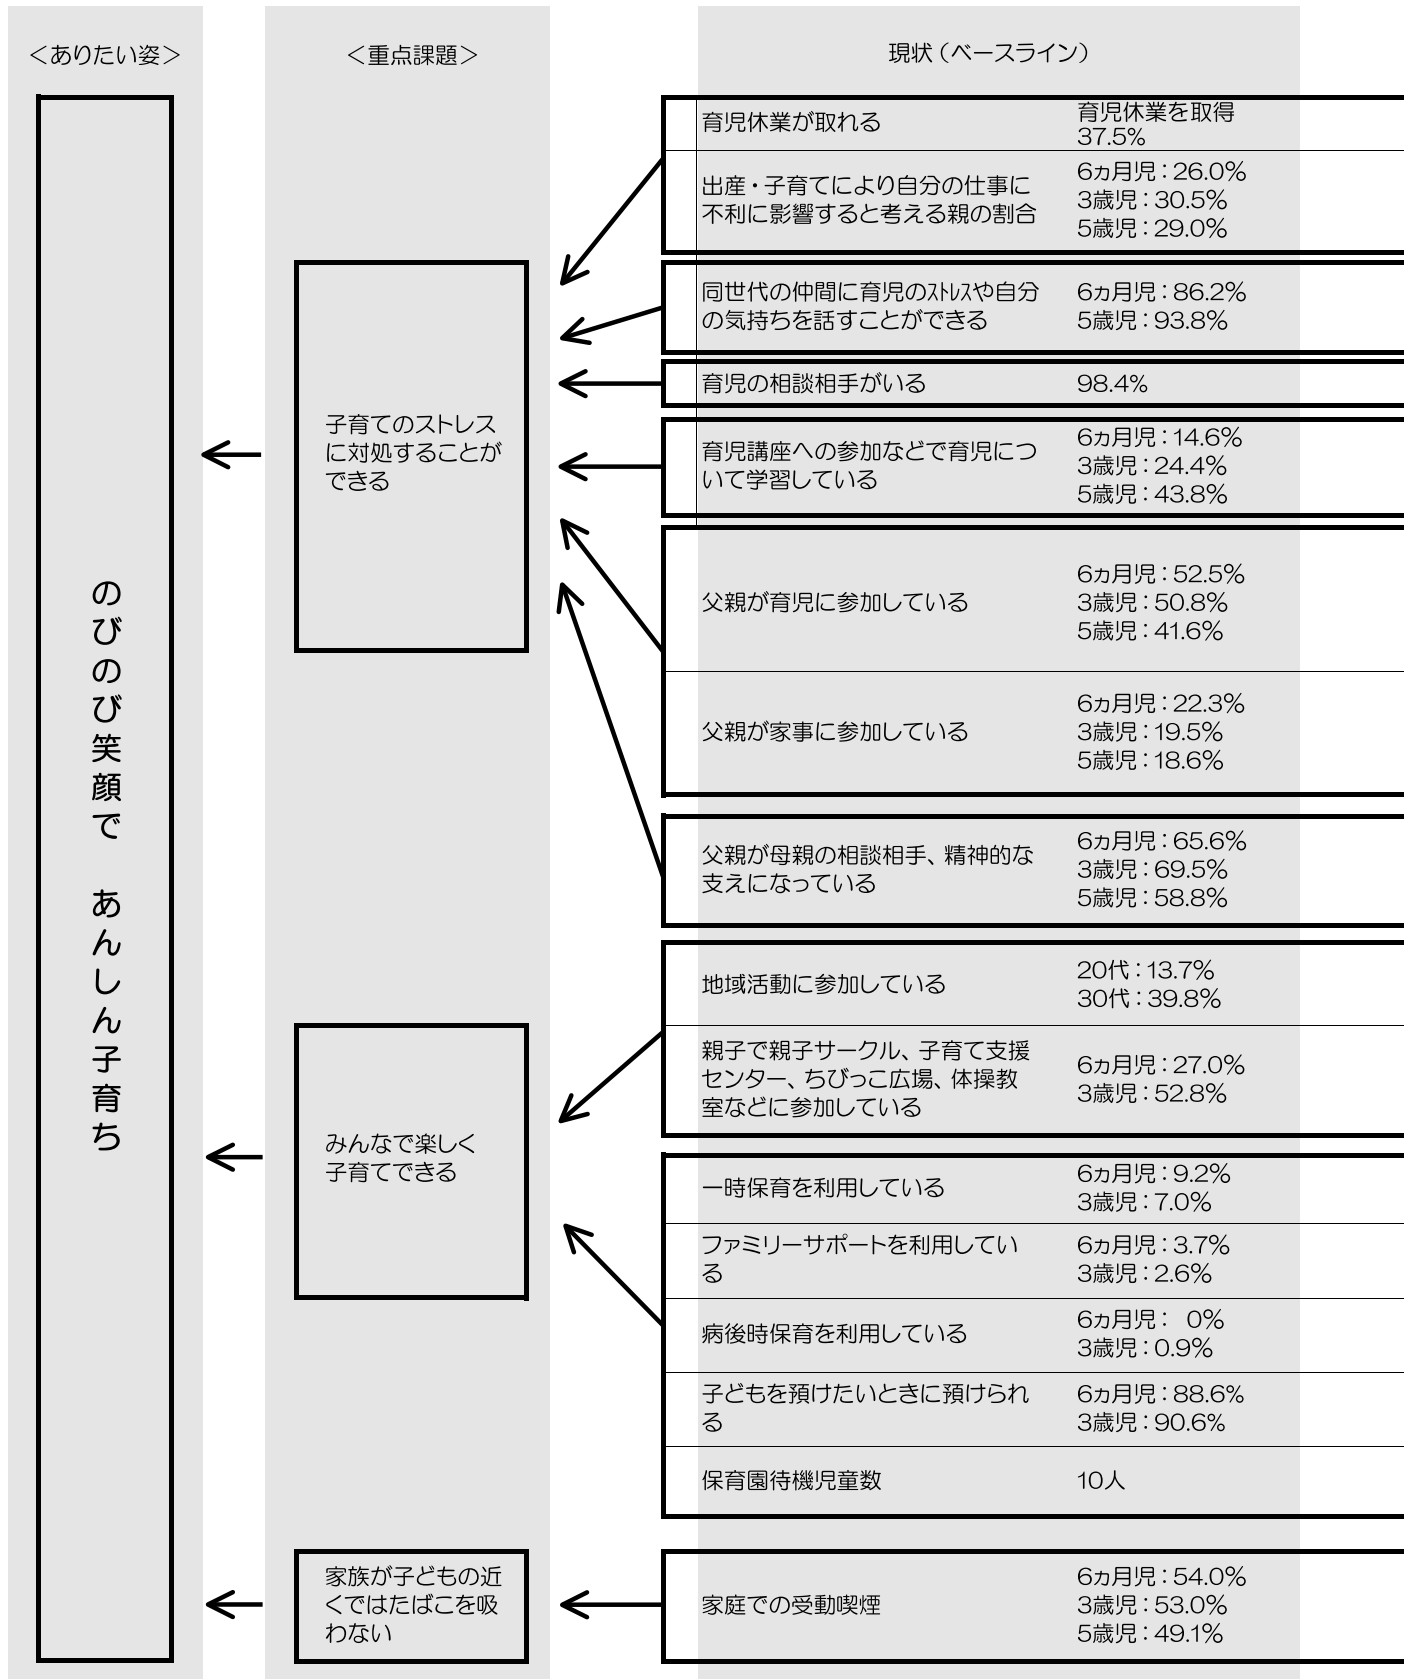 ＜ありたい姿＞
＜重点課題＞
現状（ベースライン）
のびのび笑顔で　あんしん子育ち
子育てのストレス
に対処することが
できる
育児休業が取れる
育児休業を取得
37.5%
出産・子育てにより自分の仕事に
不利に影響すると考える親の割合
6ヵ月児：26.0%
3歳児：30.5%
5歳児：29.0%
同世代の仲間に育児のｽﾄﾚｽや自分
の気持ちを話すことができる
6ヵ月児：86.2%
5歳児：93.8%
育児の相談相手がいる
98.4%
育児講座への参加などで育児につ
いて学習している
6ヵ月児：14.6%
3歳児：24.4%
5歳児：43.8%
父親が育児に参加している
6ヵ月児：52.5%
3歳児：50.8%
5歳児：41.6%
父親が家事に参加している
6ヵ月児：22.3%
3歳児：19.5%
5歳児：18.6%
父親が母親の相談相手、精神的な
支えになっている
6ヵ月児：65.6%
3歳児：69.5%
5歳児：58.8%
みんなで楽しく
子育てできる
地域活動に参加している
20代：13.7%
30代：39.8%
親子で親子サークル、子育て支援
センター、ちびっこ広場、体操教
室などに参加している
6ヵ月児：27.0%
3歳児：52.8%
一時保育を利用している
6ヵ月児：9.2%
3歳児：7.0%
ファミリーサポートを利用してい
る
6ヵ月児：3.7%
3歳児：2.6%
病後時保育を利用している
6ヵ月児：　0%
3歳児：0.9%
子どもを預けたいときに預けられ
る
6ヵ月児：88.6%
3歳児：90.6%
保育園待機児童数
10人
家族が子どもの近
くではたばこを吸
わない
家庭での受動喫煙
6ヵ月児：54.0%
3歳児：53.0%
5歳児：49.1%